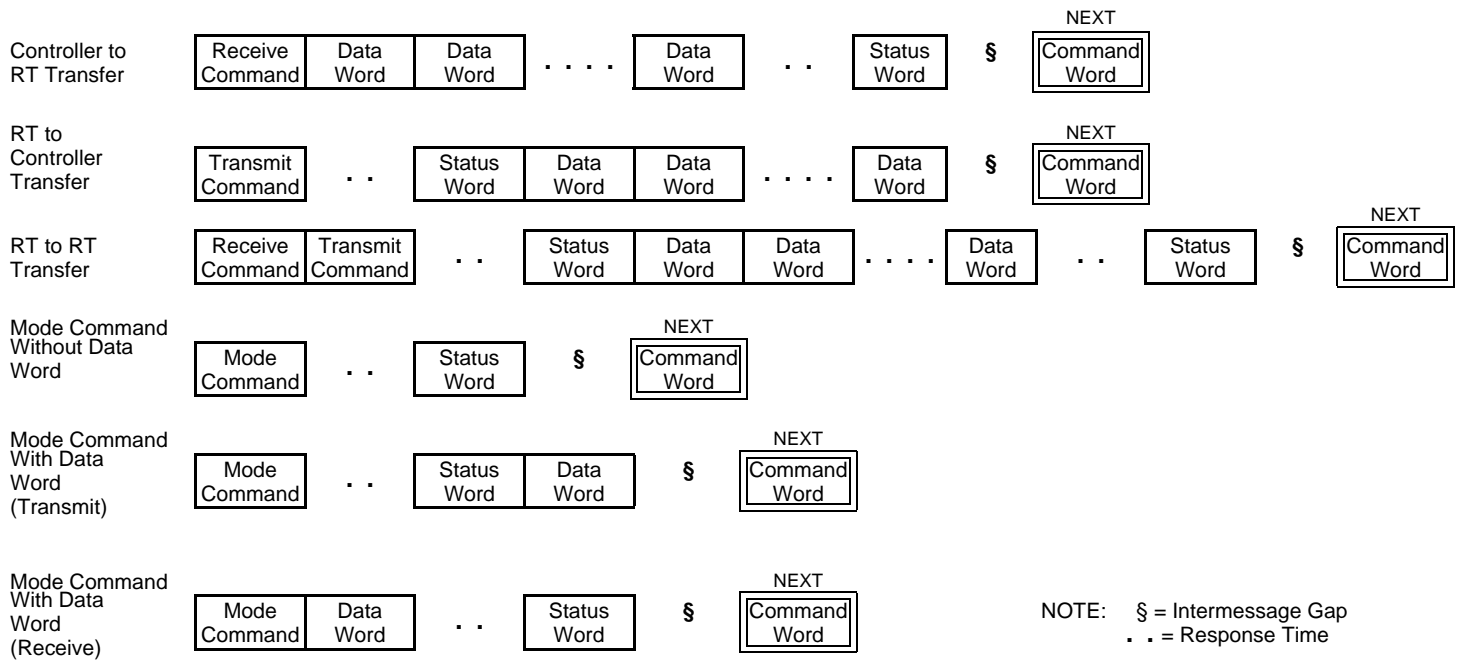 NEXT
Controller to
RT Transfer
Receive Command
Data Word
Data Word
. . . .
Data Word
. .
Status Word
§
Command Word
RT to
Controller
Transfer
NEXT
Transmit Command
. .
Status Word
Data Word
Data Word
. . . .
Data Word
§
Command Word
RT to RT
Transfer
NEXT
Receive Command
Transmit Command
. .
Status Word
Data Word
Data Word
. . . .
Data Word
. .
Status Word
§
Command Word
Mode Command
Without Data
Word
NEXT
Mode Command
. .
Status Word
§
Command Word
Mode Command
With Data
Word
(Transmit)
NEXT
Mode Command
. .
Status Word
Data Word
§
Command Word
Mode Command
With Data
Word
(Receive)
NEXT
Mode Command
Data Word
. .
Status Word
§
Command Word
NOTE: § = Intermessage Gap
. . = Response Time